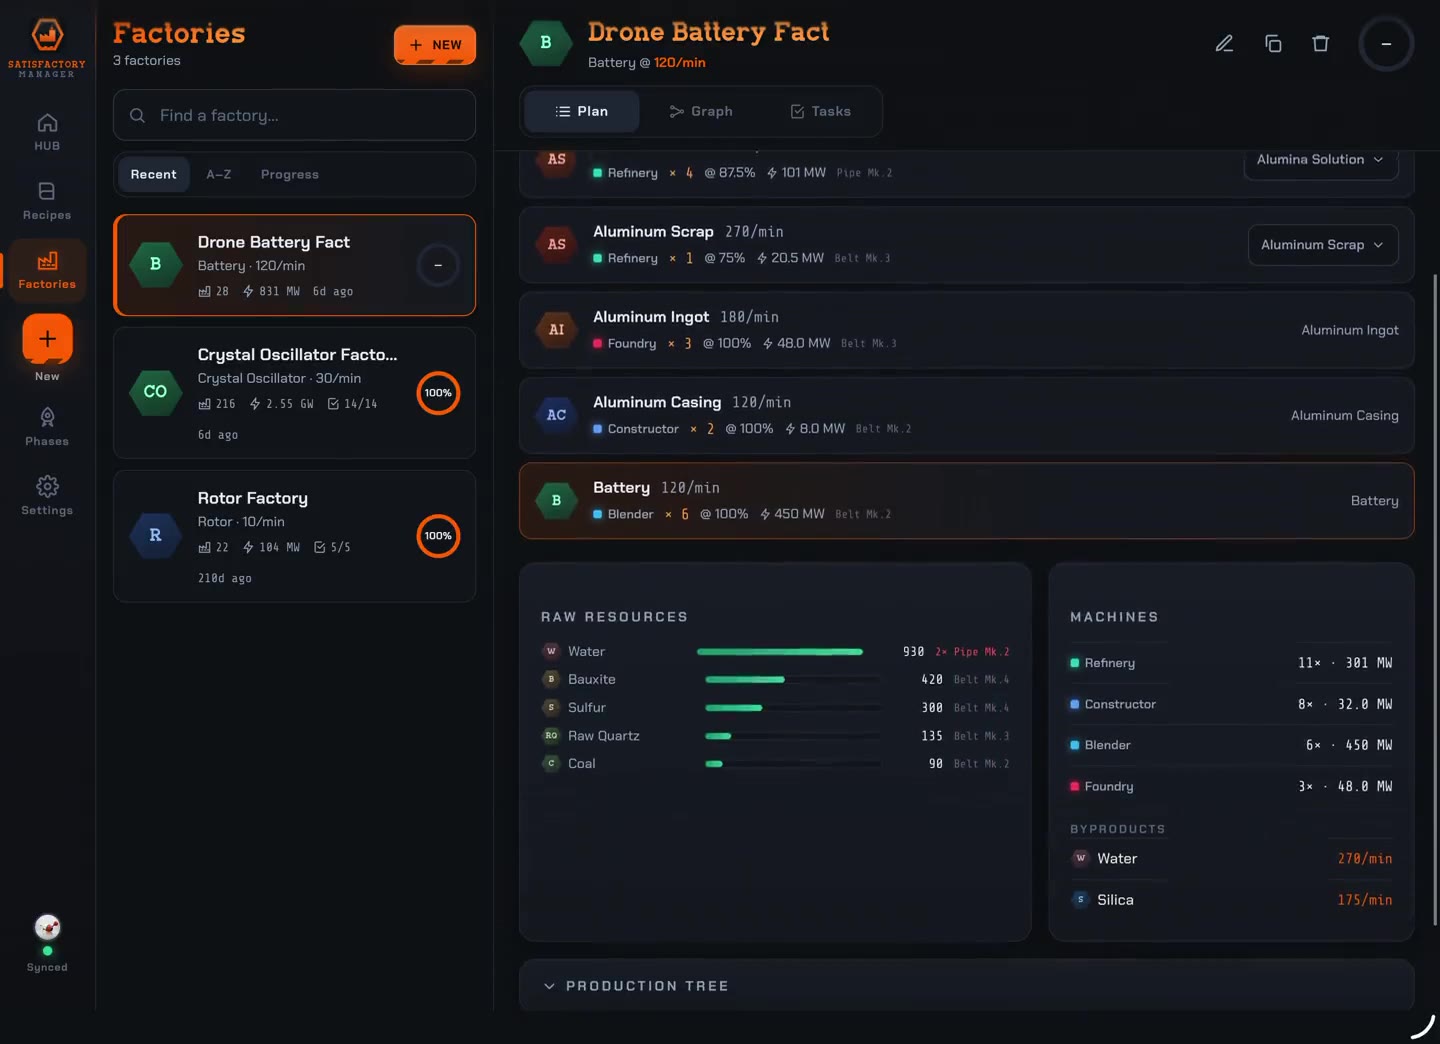 SATISFACTORY
MANAGER
HUB
Recipes
Factories
New
Phases
Settings
Synced
Factories
3 factories
NEW
Find a factory...
Recent
A–Z
Progress
B
Drone Battery Fact
Battery · 120/min
28
831 MW
6d ago
–
CO
Crystal Oscillator Facto...
Crystal Oscillator · 30/min
216
2.55 GW
14/14
6d ago
100%
R
Rotor Factory
Rotor · 10/min
22
104 MW
5/5
210d ago
100%
B
Drone Battery Fact
Battery @ 120/min
–
Plan
Graph
Tasks
AS
Refinery × 4 @ 87.5% 101 MW Pipe Mk.2
Alumina Solution
AS
Aluminum Scrap 270/min
Refinery × 1 @ 75% 20.5 MW Belt Mk.3
Aluminum Scrap
AI
Aluminum Ingot 180/min
Foundry × 3 @ 100% 48.0 MW Belt Mk.3
Aluminum Ingot
AC
Aluminum Casing 120/min
Constructor × 2 @ 100% 8.0 MW Belt Mk.2
Aluminum Casing
B
Battery 120/min
Blender × 6 @ 100% 450 MW Belt Mk.2
Battery
RAW RESOURCES
W Water 930 2× Pipe Mk.2
B Bauxite 420 Belt Mk.4
S Sulfur 300 Belt Mk.4
RQ Raw Quartz 135 Belt Mk.3
C Coal 90 Belt Mk.2
MACHINES
Refinery 11× · 301 MW
Constructor 8× · 32.0 MW
Blender 6× · 450 MW
Foundry 3× · 48.0 MW
BYPRODUCTS
W Water 270/min
S Silica 175/min
PRODUCTION TREE